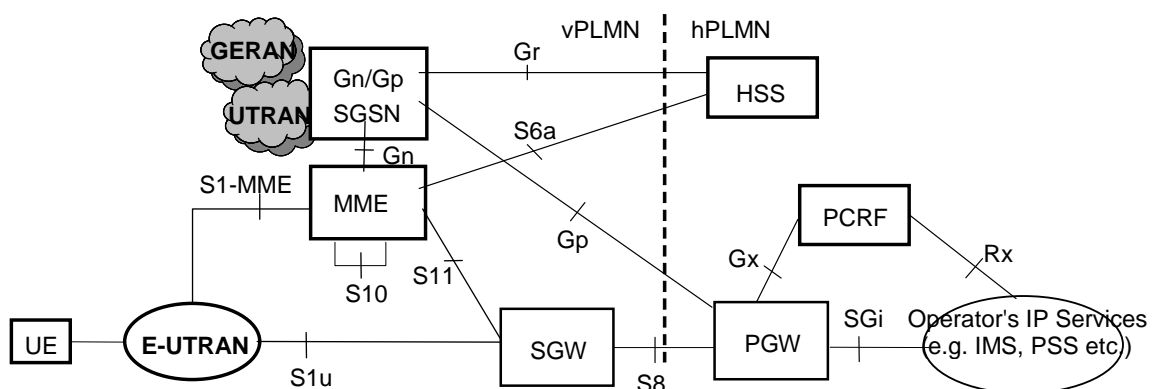 vPLMN
hPLMN
GERAN
Gr
Gn/Gp
SGSN
HSS
UTRAN
S6a
Gn
S1-MME
MME
PCRF
Gp
Gx
Rx
S11
S10
SGi
Operator's IP Services
e.g. IMS, PSS etc.)
UE
E-UTRAN
SGW
PGW
S1u
S8